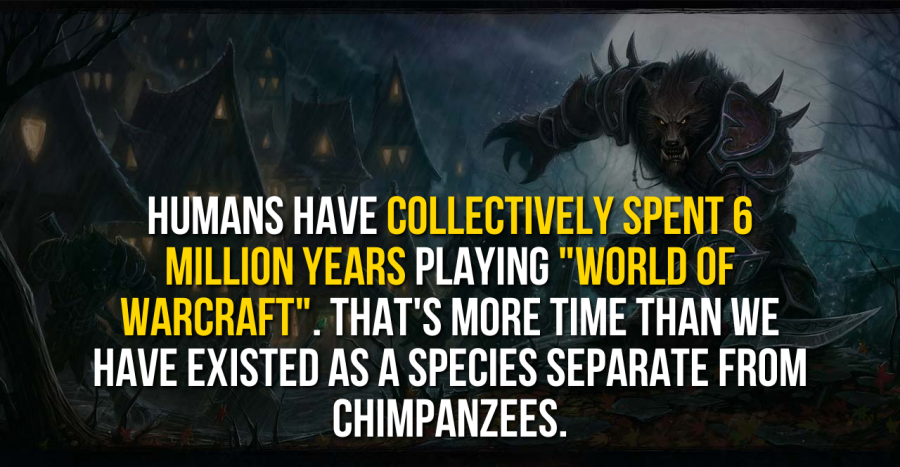 HUMANS HAVE COLLECTIVELY SPENT 6
MILLION YEARS PLAYING "WORLD OF
WARCRAFT". THAT'S MORE TIME THAN WE
HAVE EXISTED AS A SPECIES SEPARATE FROM
CHIMPANZEES.